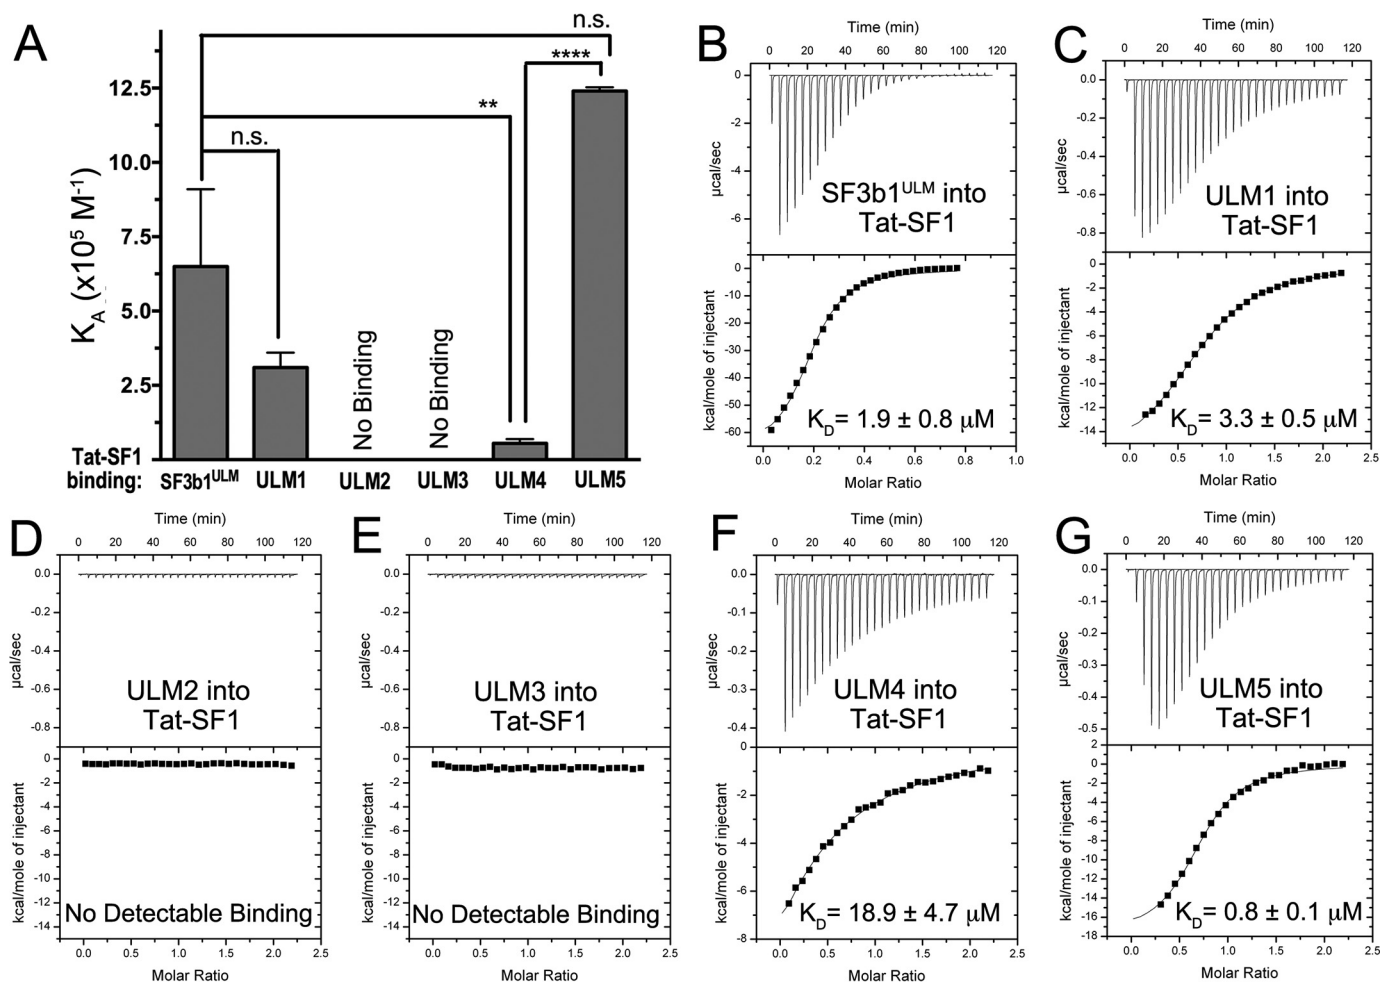 A
n.s.
****
**
n.s.
12.5
10.0
7.5
5.0
2.5
K_A (x10⁵ M⁻¹)
No Binding
No Binding
Tat-SF1 binding:
SF3b1ᵁᴸᴹ ULM1 ULM2 ULM3 ULM4 ULM5
B
Time (min)
0 20 40 60 80 100 120
0
-2
-4
-6
µcal/sec
SF3b1ᵁᴸᴹ into
Tat-SF1
0
-10
-20
-30
-40
-50
-60
kcal/mole of injectant
K_D= 1.9 ± 0.8 µM
0.0 0.2 0.4 0.6 0.8 1.0
Molar Ratio
C
Time (min)
0 20 40 60 80 100 120
0.0
-0.2
-0.4
-0.6
-0.8
µcal/sec
ULM1 into
Tat-SF1
0
-2
-4
-6
-8
-10
-12
-14
kcal/mole of injectant
K_D= 3.3 ± 0.5 µM
0.0 0.5 1.0 1.5 2.0 2.5
Molar Ratio
D
Time (min)
0 20 40 60 80 100 120
0.0
-0.2
-0.4
-0.6
-0.8
µcal/sec
ULM2 into
Tat-SF1
0
-2
-4
-6
-8
-10
-12
-14
kcal/mole of injectant
No Detectable Binding
0.0 0.5 1.0 1.5 2.0 2.5
Molar Ratio
E
Time (min)
0 20 40 60 80 100 120
0.0
-0.2
-0.4
-0.6
-0.8
µcal/sec
ULM3 into
Tat-SF1
0
-2
-4
-6
-8
-10
-12
-14
kcal/mole of injectant
No Detectable Binding
0.0 0.5 1.0 1.5 2.0 2.5
Molar Ratio
F
Time (min)
0 20 40 60 80 100 120
0.0
-0.1
-0.2
-0.3
-0.4
µcal/sec
ULM4 into
Tat-SF1
0
-2
-4
-6
-8
kcal/mole of injectant
K_D= 18.9 ± 4.7 µM
0.0 0.5 1.0 1.5 2.0 2.5
Molar Ratio
G
Time (min)
0 20 40 60 80 100 120
0.0
-0.1
-0.2
-0.3
-0.4
-0.5
µcal/sec
ULM5 into
Tat-SF1
2
0
-2
-4
-6
-8
-10
-12
-14
-16
-18
kcal/mole of injectant
K_D= 0.8 ± 0.1 µM
0.0 0.5 1.0 1.5 2.0 2.5
Molar Ratio